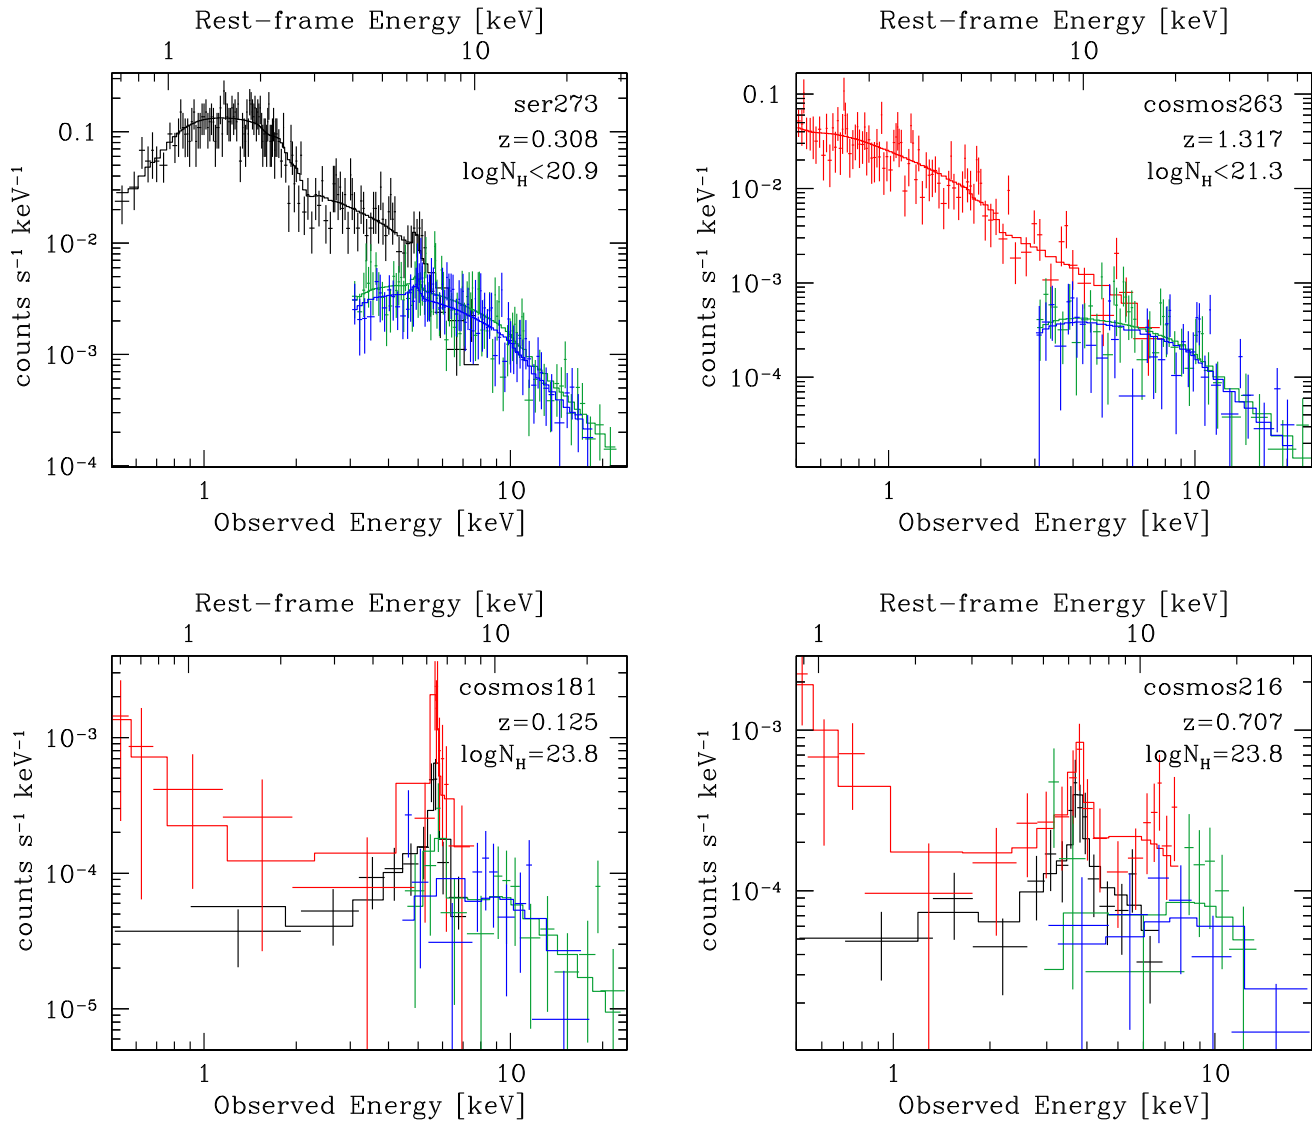 Rest-frame Energy [keV]
1 10
ser273
z=0.308
logN_H<20.9
0.1
10⁻²
10⁻³
10⁻⁴
counts s⁻¹ keV⁻¹
1 10
Observed Energy [keV]
Rest-frame Energy [keV]
10
cosmos263
z=1.317
logN_H<21.3
0.1
10⁻²
10⁻³
10⁻⁴
counts s⁻¹ keV⁻¹
1 10
Observed Energy [keV]
Rest-frame Energy [keV]
1 10
cosmos181
z=0.125
logN_H=23.8
10⁻³
10⁻⁴
10⁻⁵
counts s⁻¹ keV⁻¹
1 10
Observed Energy [keV]
Rest-frame Energy [keV]
1 10
cosmos216
z=0.707
logN_H=23.8
10⁻³
10⁻⁴
counts s⁻¹ keV⁻¹
1 10
Observed Energy [keV]